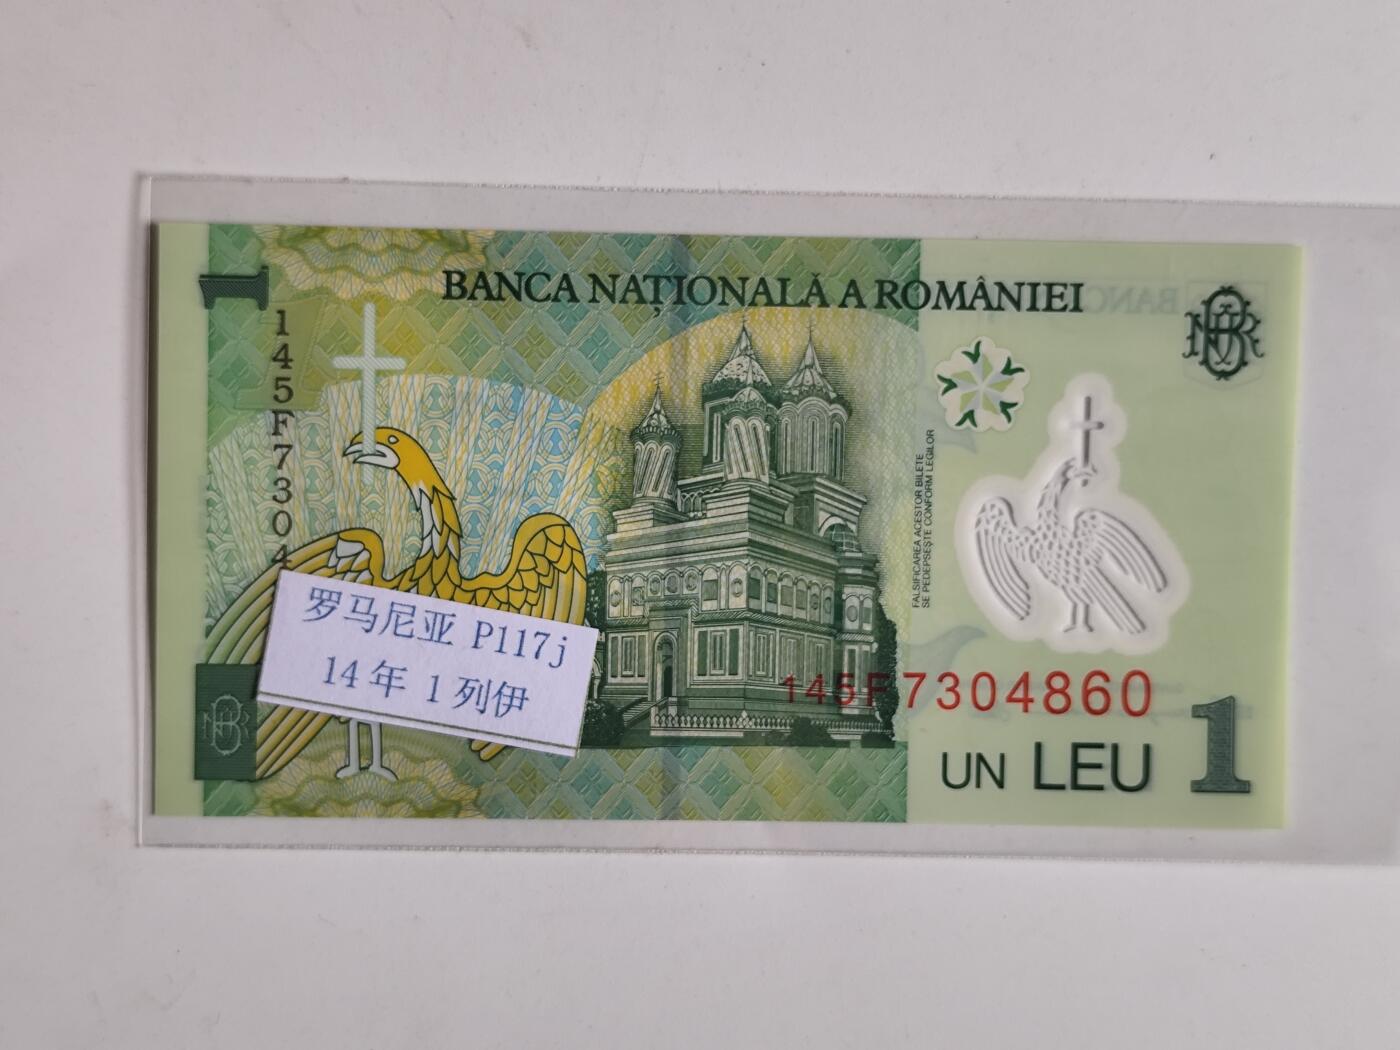 BANCA NAȚIONALĂ A ROMÂNIEI
1
145F7304
FALSIFICAREA ACESTOR BILETE
SE PEDEPSEȘTE CONFORM LEGILOR
罗马尼亚 P117j
14年 1列伊
145F7304860
UN LEU 1